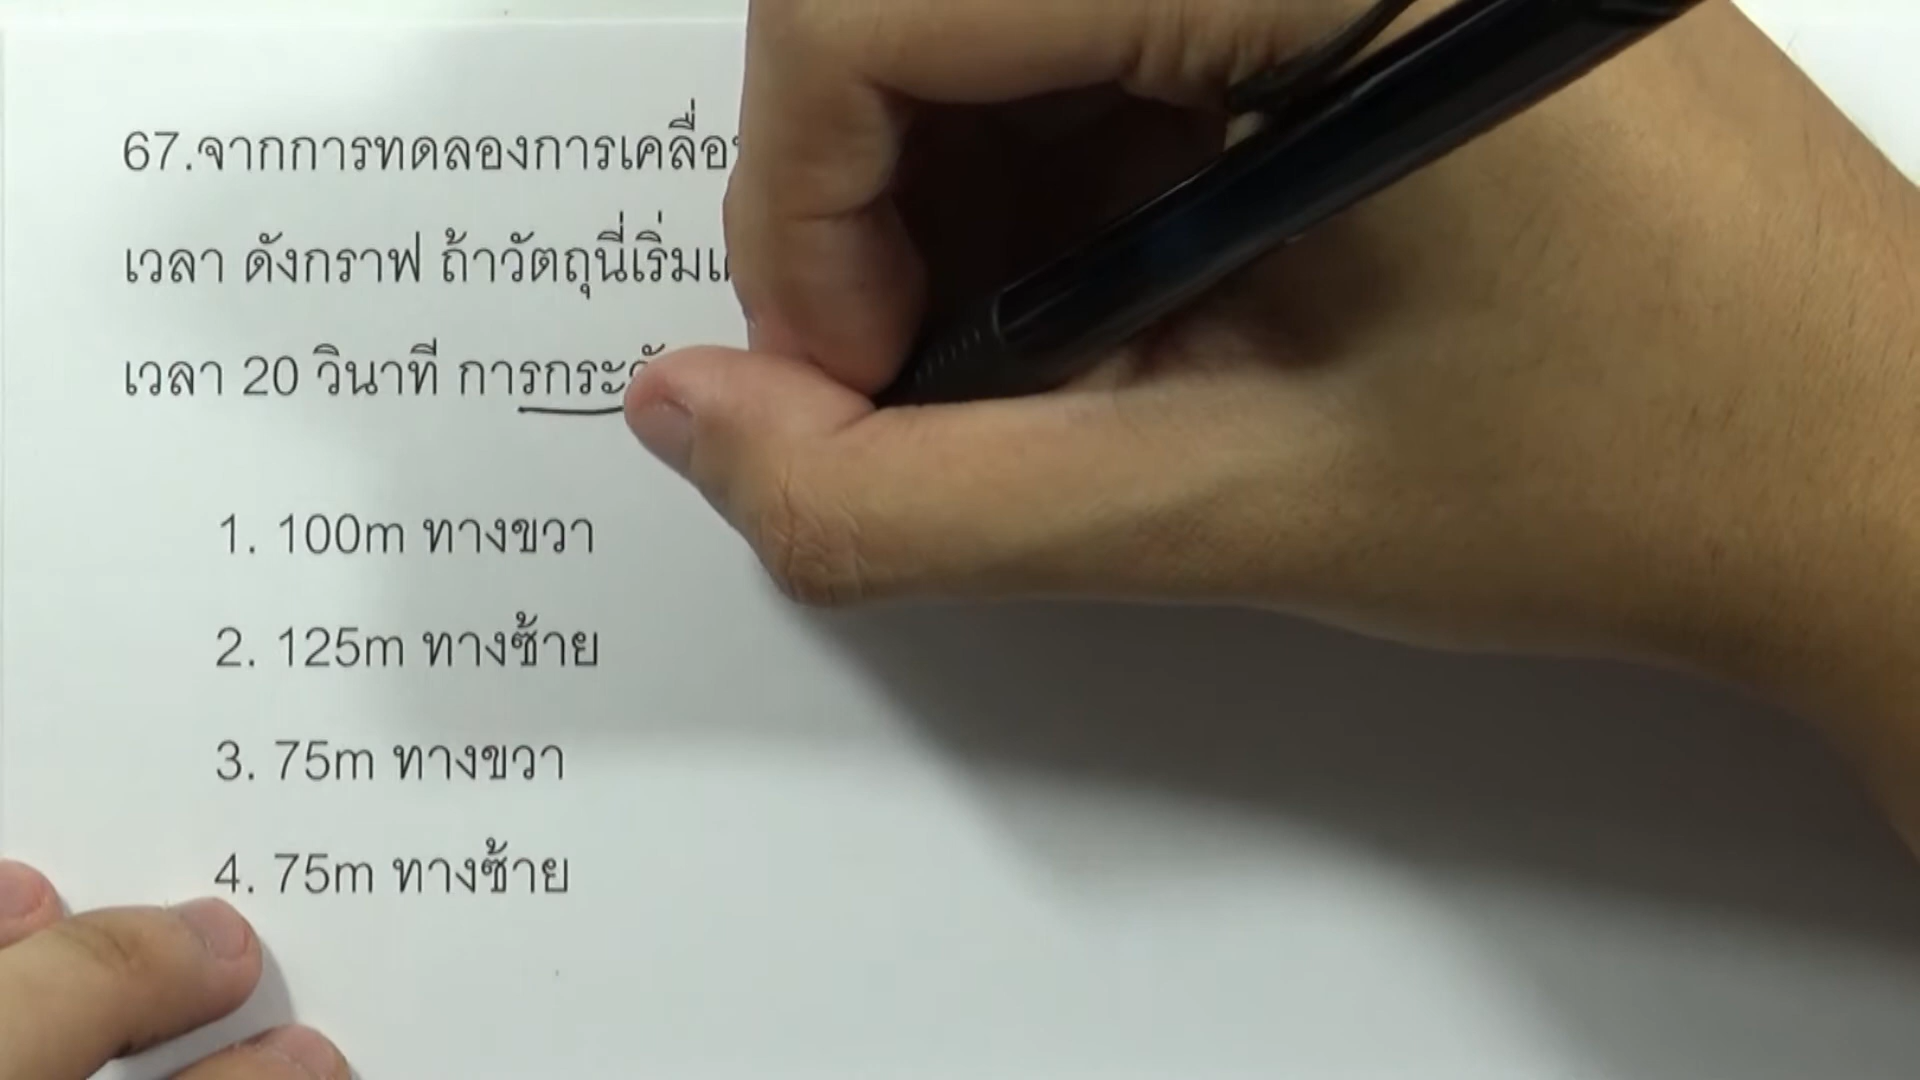 67.จากการทดลองการเคลื่อ
เวลา ดังกราฟ ถ้าวัตถุนี่เริ่ม
เวลา 20 วินาที การกระ
1. 100m ทางขวา
2. 125m ทางซ้าย
3. 75m ทางขวา
4. 75m ทางซ้าย